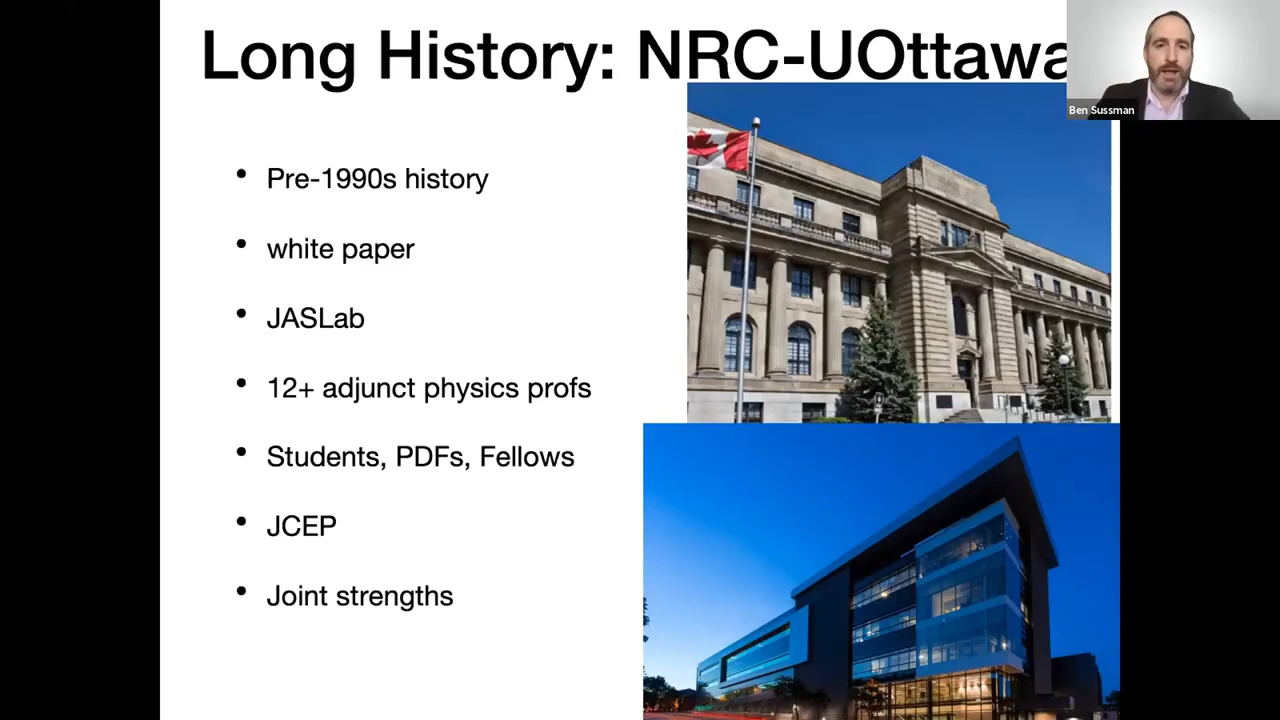 Long History: NRC-UOttawa
Ben Sussman
• Pre-1990s history
• white paper
• JASLab
• 12+ adjunct physics profs
• Students, PDFs, Fellows
• JCEP
• Joint strengths